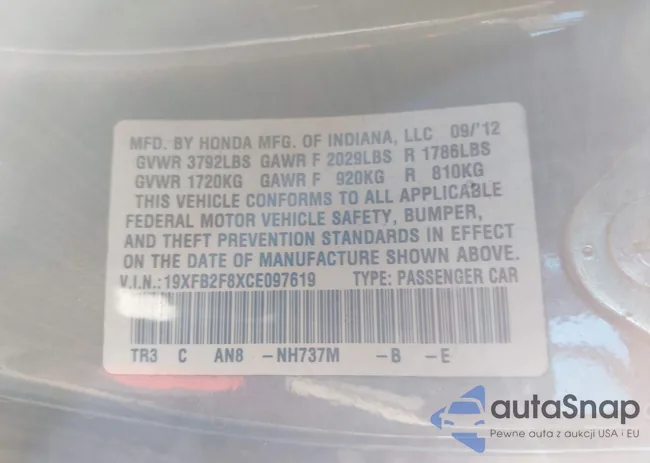 MFD. BY HONDA MFG. OF INDIANA, LLC 09/'12
GVWR 3792LBS GAWR F 2029LBS R 1786LBS
GVWR 1720KG GAWR F 920KG R 810KG
THIS VEHICLE CONFORMS TO ALL APPLICABLE
FEDERAL MOTOR VEHICLE SAFETY, BUMPER,
AND THEFT PREVENTION STANDARDS IN EFFECT
ON THE DATE OF MANUFACTURE SHOWN ABOVE.
V.I.N.: 19XFB2F8XCE097619 TYPE: PASSENGER CAR
TR3 C AN8 -NH737M -B -E
autaSnap
Pewne auta z aukcji USA i EU